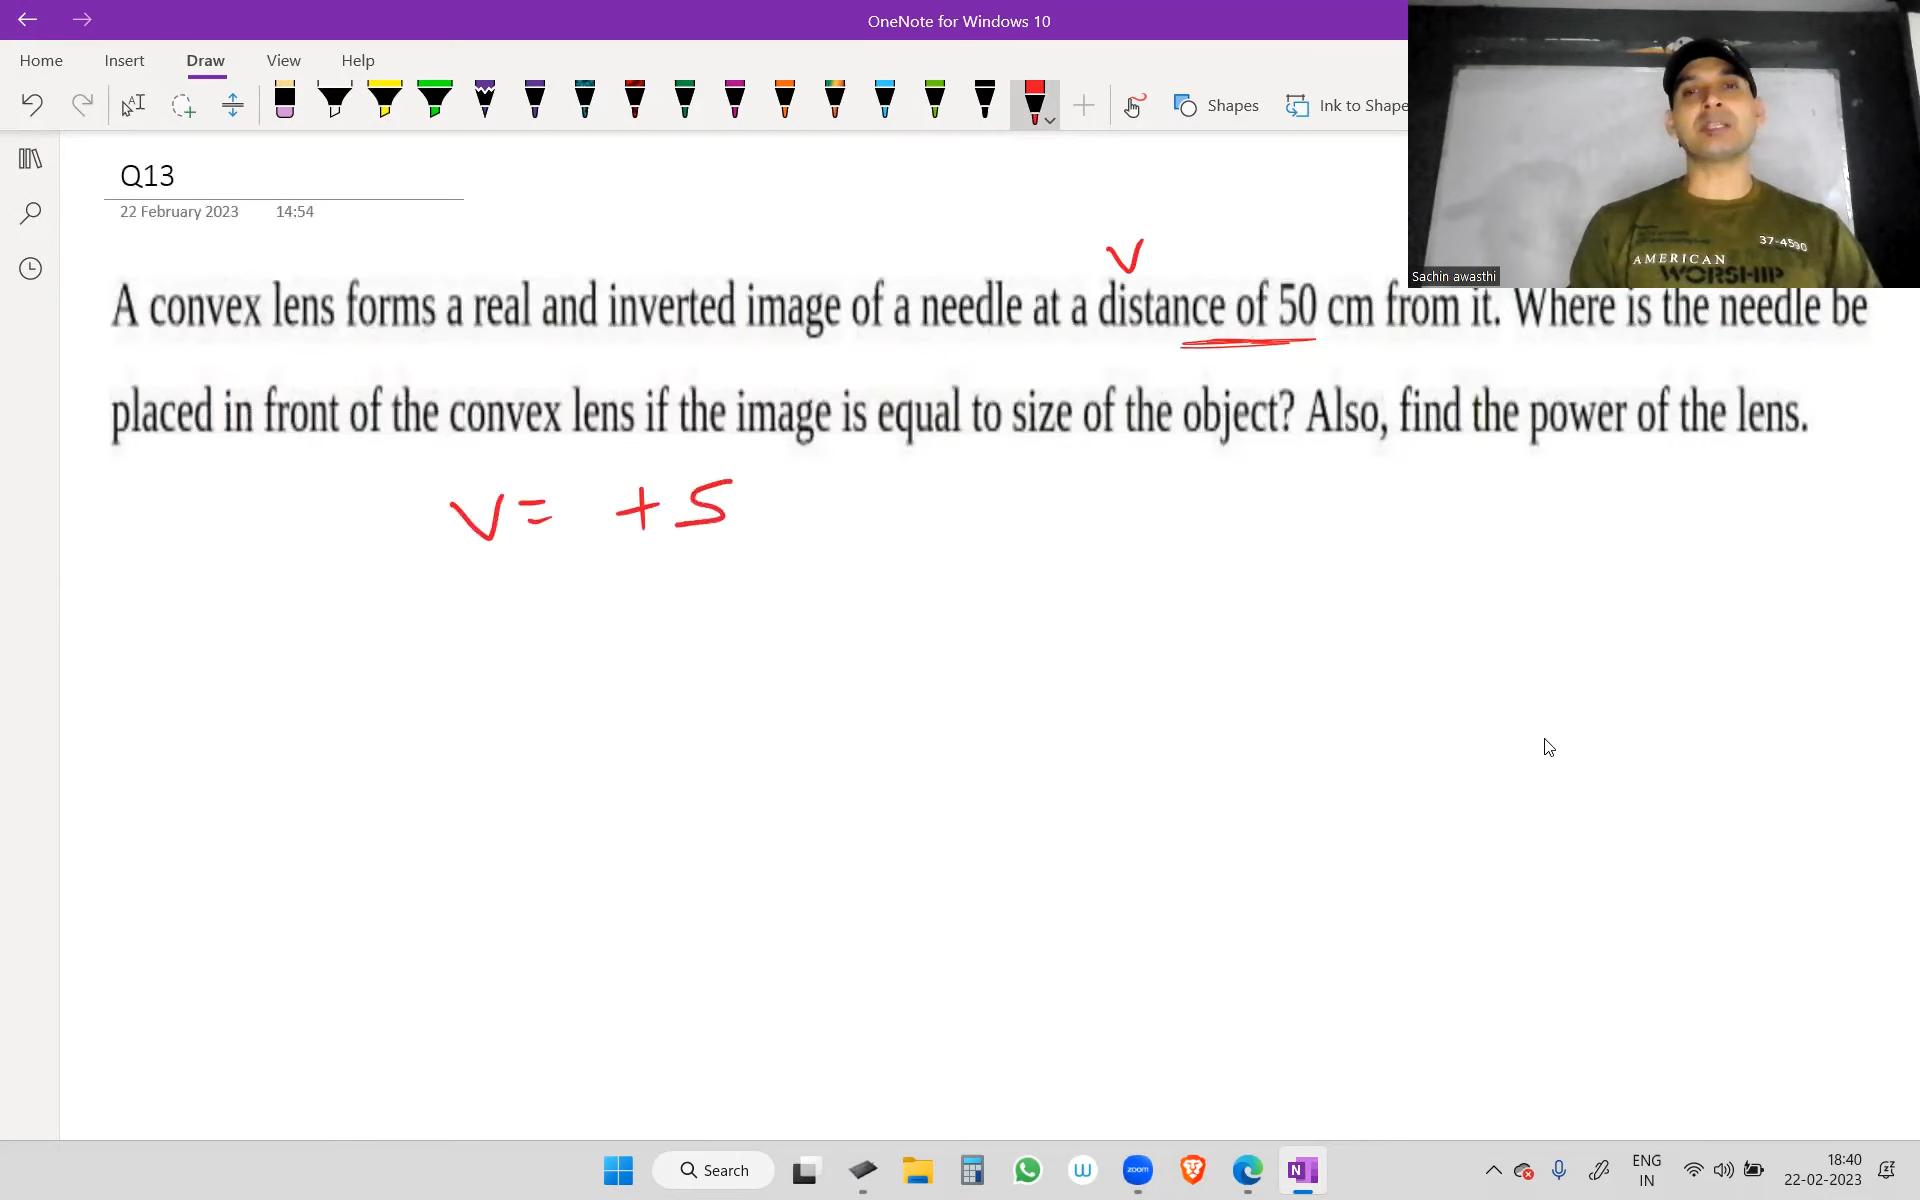 OneNote for Windows 10
Home Insert Draw View Help
Shapes Ink to Shape
Q13
22 February 2023 14:54
37-4590
AMERICAN
WORSHIP
Sachin awasthi
V
A convex lens forms a real and inverted image of a needle at a distance of 50 cm from it. Where is the needle be
placed in front of the convex lens if the image is equal to size of the object? Also, find the power of the lens.
V= +5
Search
zoom
N
ENG
IN
18:40
22-02-2023